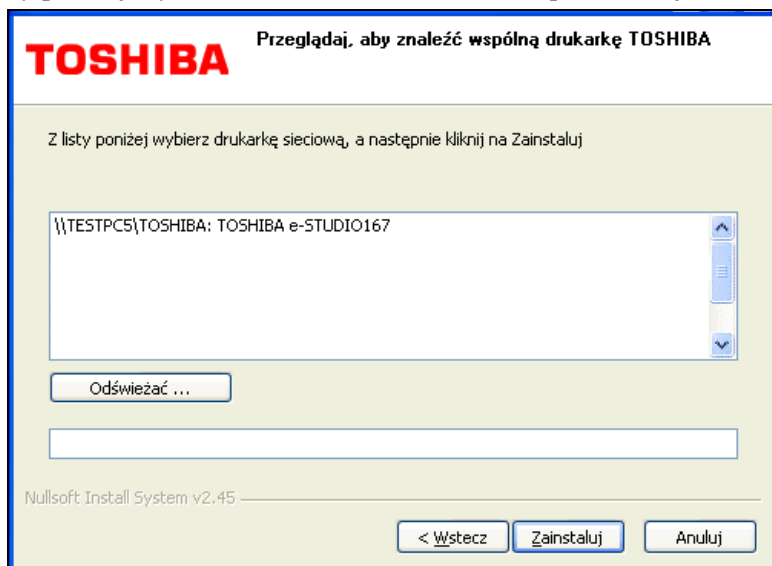 TOSHIBA
Przeglądaj, aby znaleźć wspólną drukarkę TOSHIBA
Z listy poniżej wybierz drukarkę sieciową, a następnie kliknij na Zainstaluj
\\TESTPC5\TOSHIBA: TOSHIBA e-STUDIO167
Odświeżać ...
Nullsoft Install System v2.45
< Wstecz Zainstaluj Anuluj